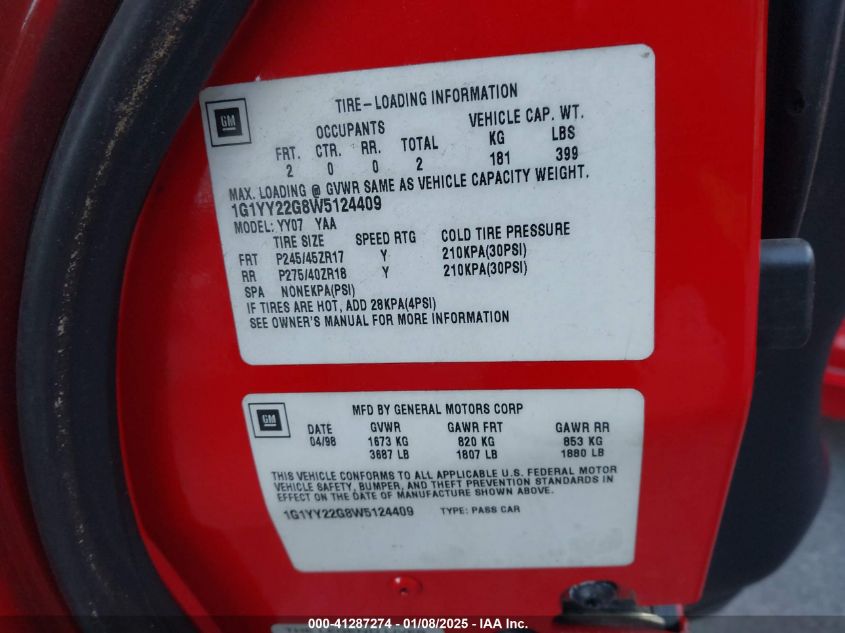 GM
TIRE-LOADING INFORMATION
OCCUPANTS VEHICLE CAP. WT.
FRT. CTR. RR. TOTAL KG LBS
2 0 0 2 181 399
MAX. LOADING @ GVWR SAME AS VEHICLE CAPACITY WEIGHT.
1G1YY22G8W5124409
MODEL: YY07 YAA
TIRE SIZE SPEED RTG COLD TIRE PRESSURE
FRT P245/45ZR17 Y 210KPA(30PSI)
RR P275/40ZR18 Y 210KPA(30PSI)
SPA NONEKPA(PSI)
IF TIRES ARE HOT, ADD 28KPA(4PSI)
SEE OWNER'S MANUAL FOR MORE INFORMATION
GM
MFD BY GENERAL MOTORS CORP
DATE GVWR GAWR FRT GAWR RR
04/98 1673 KG 820 KG 853 KG
3687 LB 1807 LB 1880 LB
THIS VEHICLE CONFORMS TO ALL APPLICABLE U.S. FEDERAL MOTOR
VEHICLE SAFETY, BUMPER, AND THEFT PREVENTION STANDARDS IN
EFFECT ON THE DATE OF MANUFACTURE SHOWN ABOVE.
1G1YY22G8W5124409 TYPE: PASS CAR
000-41287274 | 01/08/2025 - IAA Inc.